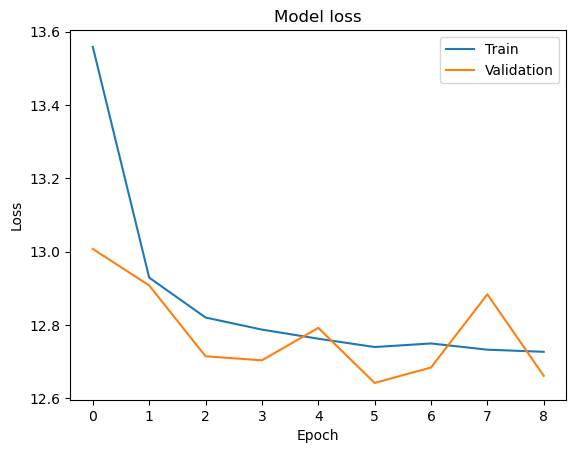 Model loss
Train
Validation
Loss
13.6
13.4
13.2
13.0
12.8
12.6
0 1 2 3 4 5 6 7 8
Epoch